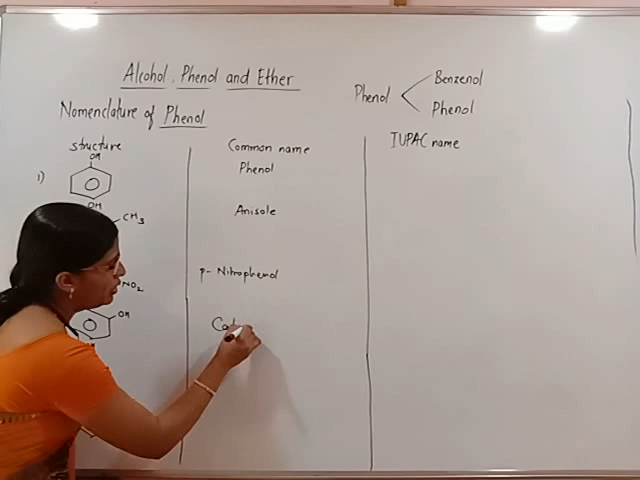 Alcohol, Phenol and Ether
Phenol
Benzenol
Phenol
Nomenclature of Phenol
structure
Common name
IUPAC name
1)
OH
Phenol
OH
CH3
Anisole
NO2
p- Nitrophenol
OH
Cat